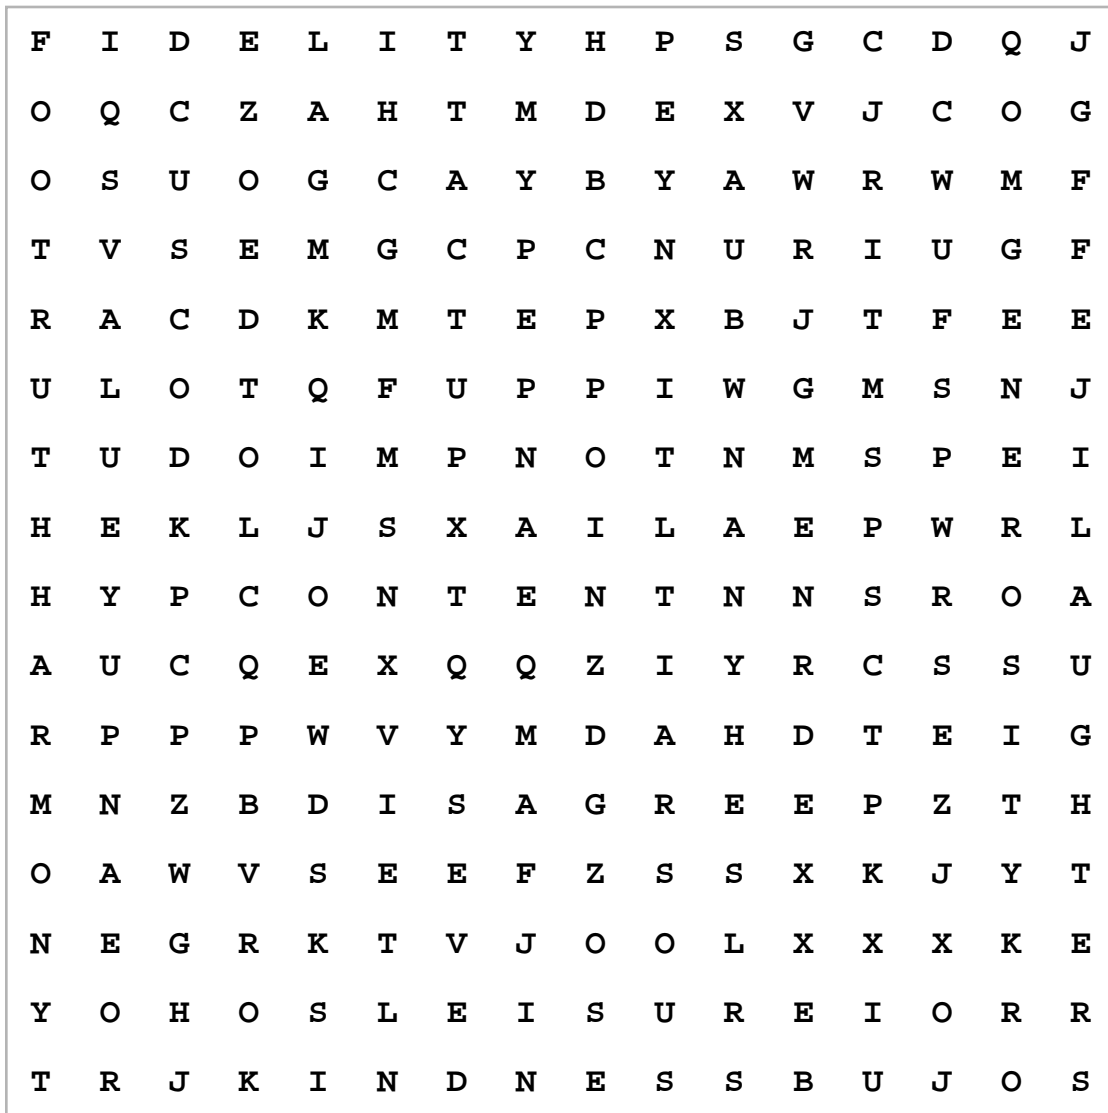 F I D E L I T Y H P S G C D Q J
O Q C Z A H T M D E X V J C O G
O S U O G C A Y B Y A W R W M F
T V S E M G C P C N U R I U G F
R A C D K M T E P X B J T F E E
U L O T Q F U P P I W G M S N J
T U D O I M P N O T N M S P E I
H E K L J S X A I L A E P W R L
H Y P C O N T E N T N N S R O A
A U C Q E X Q Q Z I Y R C S S U
R P P P W V Y M D A H D T E I G
M N Z B D I S A G R E E P Z T H
O A W V S E E F Z S S X K J Y T
N E G R K T V J O O L X X X K E
Y O H O S L E I S U R E I O R R
T R J K I N D N E S S B U J O S